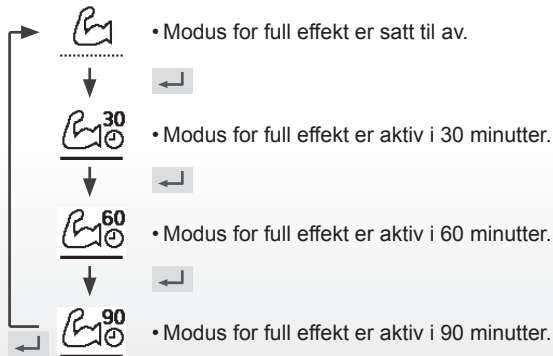 • Modus for full effekt er satt til av.
30
• Modus for full effekt er aktiv i 30 minutter.
60
• Modus for full effekt er aktiv i 60 minutter.
90
• Modus for full effekt er aktiv i 90 minutter.